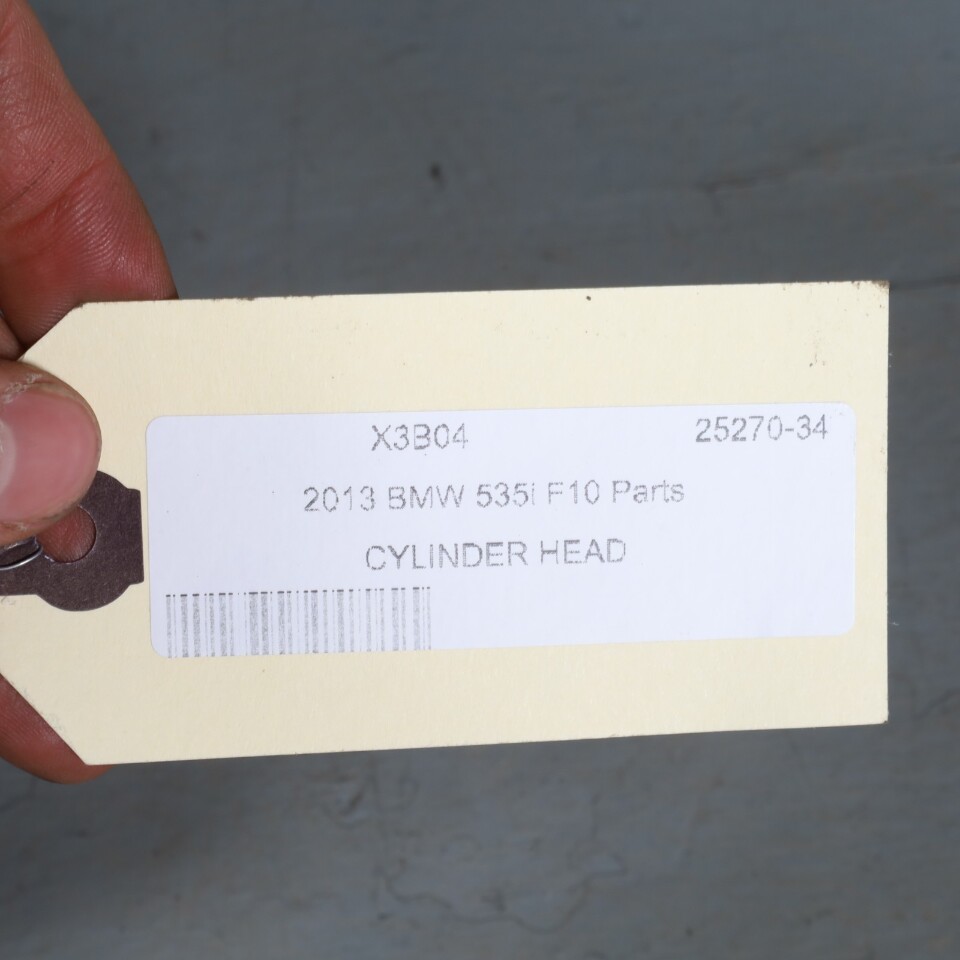 X3B04 25270-34
2013 BMW 535i F10 Parts
CYLINDER HEAD